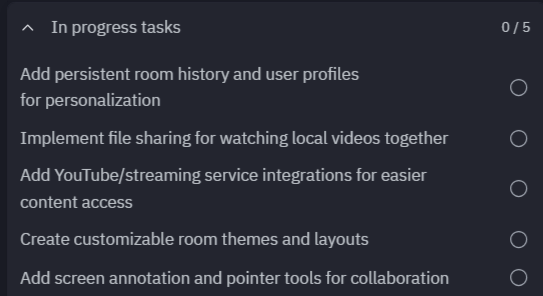 In progress tasks
0 / 5
Add persistent room history and user profiles
for personalization
Implement file sharing for watching local videos together
Add YouTube/streaming service integrations for easier
content access
Create customizable room themes and layouts
Add screen annotation and pointer tools for collaboration